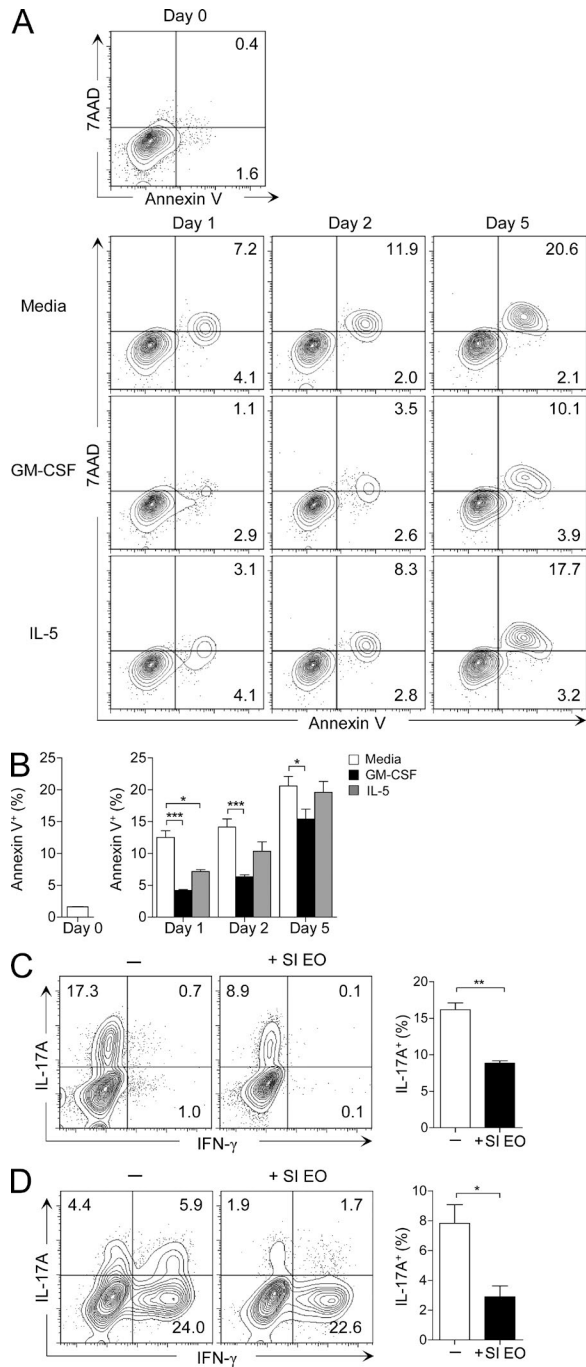 A
Day 0
0.4
7AAD
1.6
Annexin V
Day 1
Day 2
Day 5
7.2
11.9
20.6
Media
4.1
2.0
2.1
1.1
3.5
10.1
GM-CSF
7AAD
2.9
2.6
3.9
3.1
8.3
17.7
IL-5
4.1
2.8
3.2
Annexin V
B
Annexin V+ (%)
25
20
15
10
5
0
Day 0
Annexin V+ (%)
25
20
15
10
5
0
*
***
***
*
Media
GM-CSF
IL-5
Day 1
Day 2
Day 5
C
–
+ SI EO
17.3
0.7
8.9
0.1
IL-17A
1.0
0.1
IFN-γ
IL-17A+ (%)
20
15
10
5
0
**
–
+SI EO
D
–
+ SI EO
4.4
5.9
1.9
1.7
IL-17A
24.0
22.6
IFN-γ
IL-17A+ (%)
10
8
6
4
2
0
*
–
+SI EO